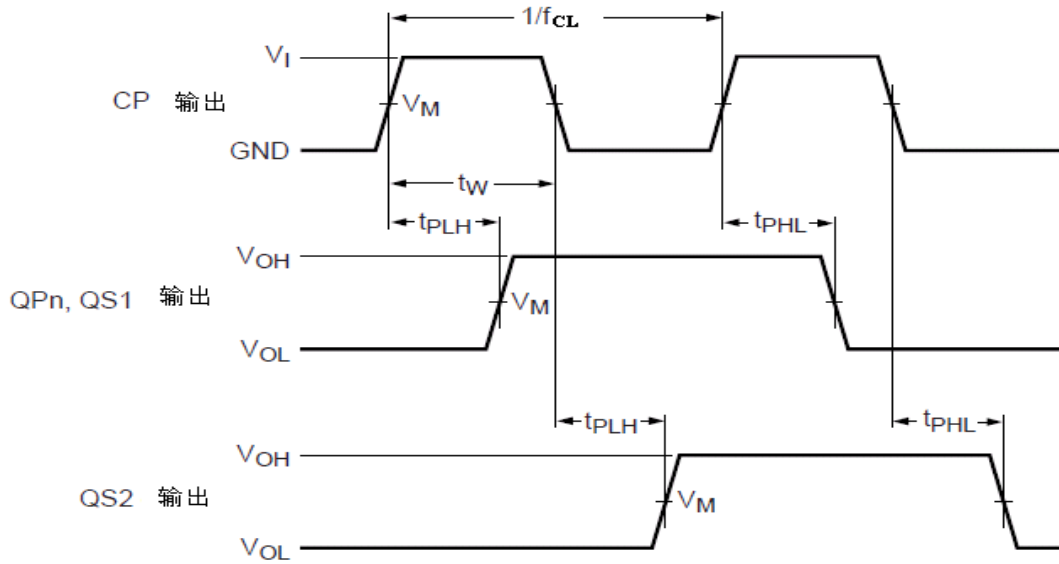 1/fCL
VI
CP 输出
VM
GND
tW
tPLH
tPHL
VOH
QPn, QS1 输出
VM
VOL
tPLH
tPHL
VOH
QS2 输出
VM
VOL